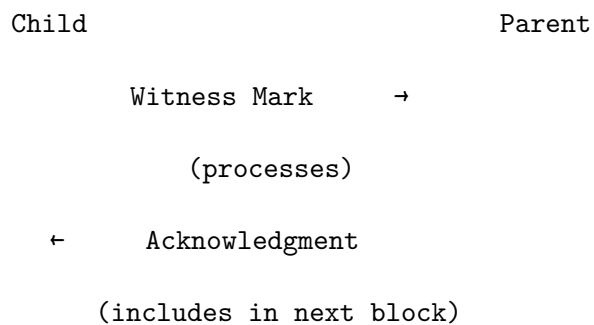 Child Parent
Witness Mark →
(processes)
← Acknowledgment
(includes in next block)